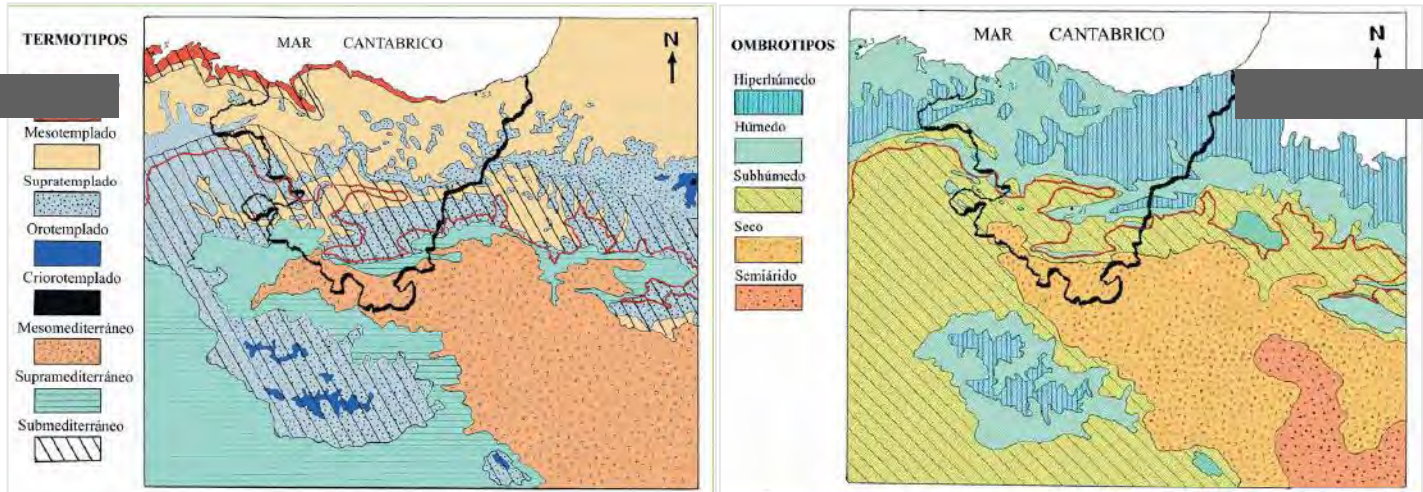 TERMOTIPOS
MAR CANTABRICO
N
Mesotemplado
Supratemplado
Orotemplado
Criorotemplado
Mesomediterráneo
Supramediterráneo
Submediterráneo
OMBROTIPOS
MAR CANTABRICO
N
Hiperhúmedo
Húmedo
Subhúmedo
Seco
Semiárido